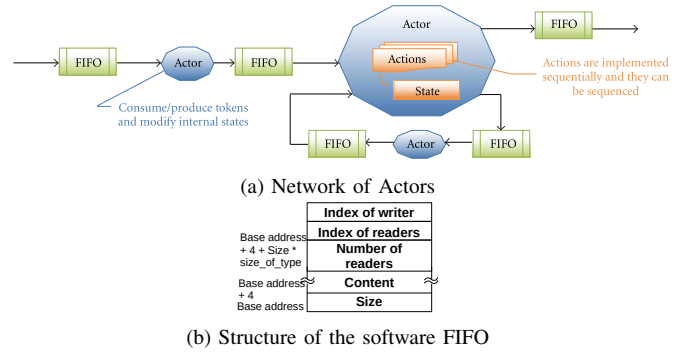 FIFO
Actor
FIFO
Actor
Actions
State
FIFO
Actions are implemented
sequentially and they can
be sequenced
Consume/produce tokens
and modify internal states
FIFO
Actor
FIFO
(a) Network of Actors
Index of writer
Index of readers
Base address
+ 4 + Size *
size_of_type
Number of
readers
Base address
+ 4
Content
Base address
Size
(b) Structure of the software FIFO